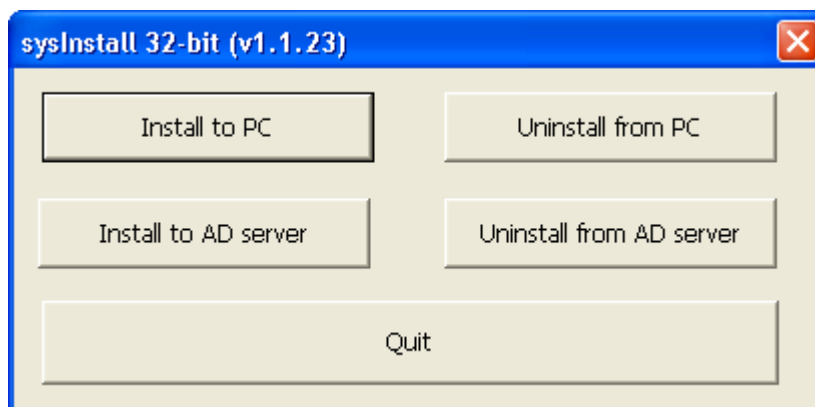 sysInstall 32-bit (v1.1.23)
Install to PC
Uninstall from PC
Install to AD server
Uninstall from AD server
Quit